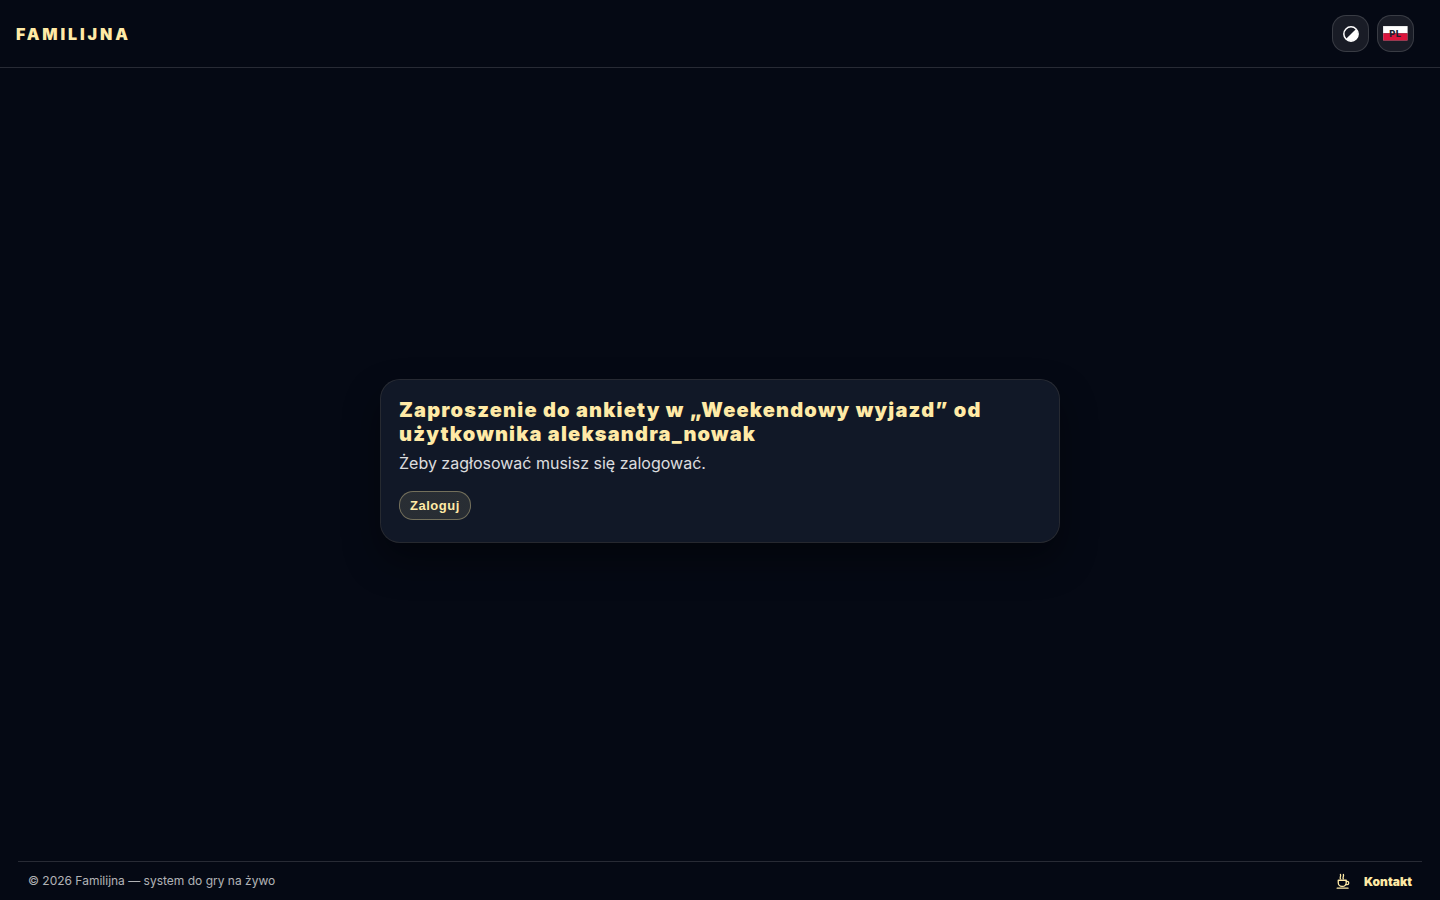 FAMILIJNA
PL
Zaproszenie do ankiety w „Weekendowy wyjazd” od
użytkownika aleksandra_nowak
Żeby zagłosować musisz się zalogować.
Zaloguj
© 2026 Familijna — system do gry na żywo
Kontakt